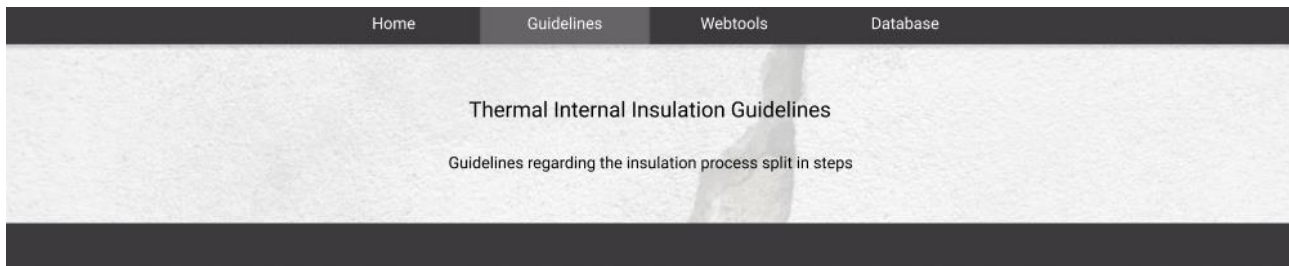 Home Guidelines Webtools Database
Thermal Internal Insulation Guidelines
Guidelines regarding the insulation process split in steps